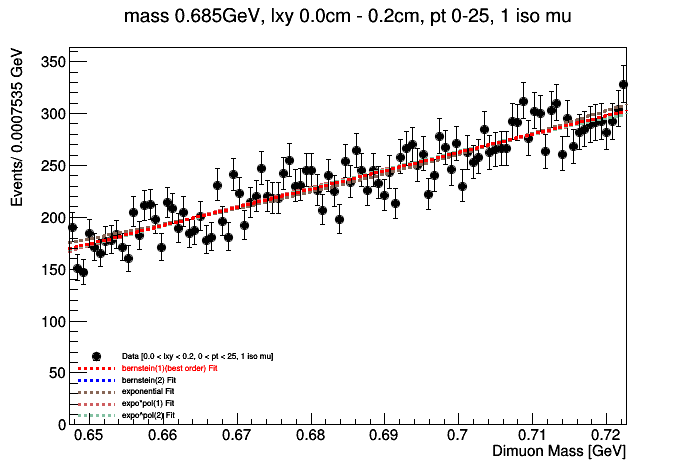 mass 0.685GeV, lxy 0.0cm - 0.2cm, pt 0-25, 1 iso mu
Events/ 0.0007535 GeV
350
300
250
200
150
100
50
0
Data [0.0 < lxy < 0.2, 0 < pt < 25, 1 iso mu]
bernstein(1)(best order) Fit
bernstein(2) Fit
exponential Fit
expo*pol(1) Fit
expo*pol(2) Fit
0.65 0.66 0.67 0.68 0.69 0.7 0.71 0.72
Dimuon Mass [GeV]